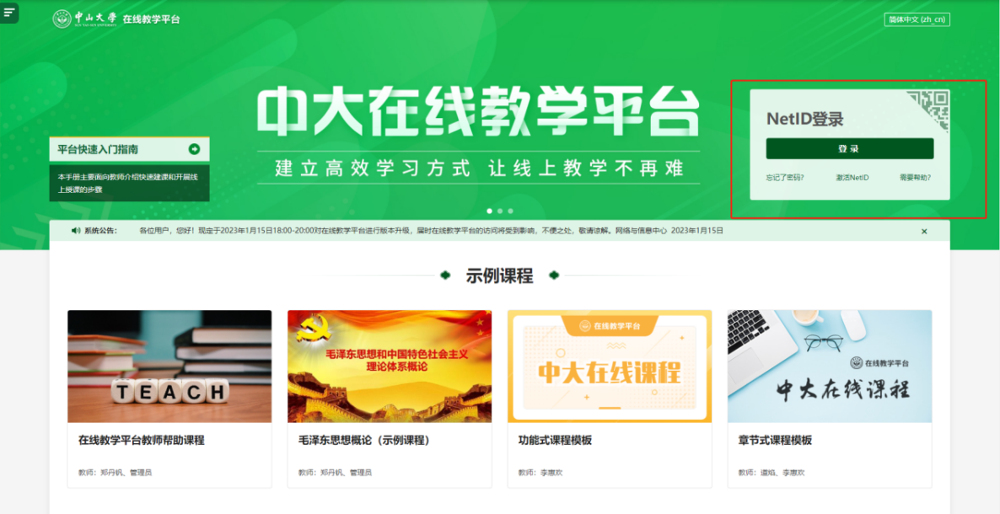 中山大学
SUN YAT-SEN UNIVERSITY
在线教学平台
简体中文 (zh_cn)
中大在线教学平台
建立高效学习方式 让线上教学不再难
平台快速入门指南
本手册主要面向教师介绍快速建课和开展线
上授课的步骤
NetID登录
登 录
忘记了密码?
激活NetID
需要帮助?
系统公告:
各位用户，您好！现定于2023年1月15日18:00-20:00对在线教学平台进行版本升级，届时在线教学平台的访问将受到影响，不便之处，敬请谅解。网络与信息中心 2023年1月15日
示例课程
TEACH
在线教学平台教师帮助课程
教师：郑丹钒、管理员
毛泽东思想和中国特色社会主义
理论体系概论
毛泽东思想概论（示例课程）
教师：郑丹钒、管理员
在线教学平台
中大在线课程
功能式课程模板
教师：李惠欢
在线教学平台
中大在线课程
章节式课程模板
教师：道焰、李惠欢